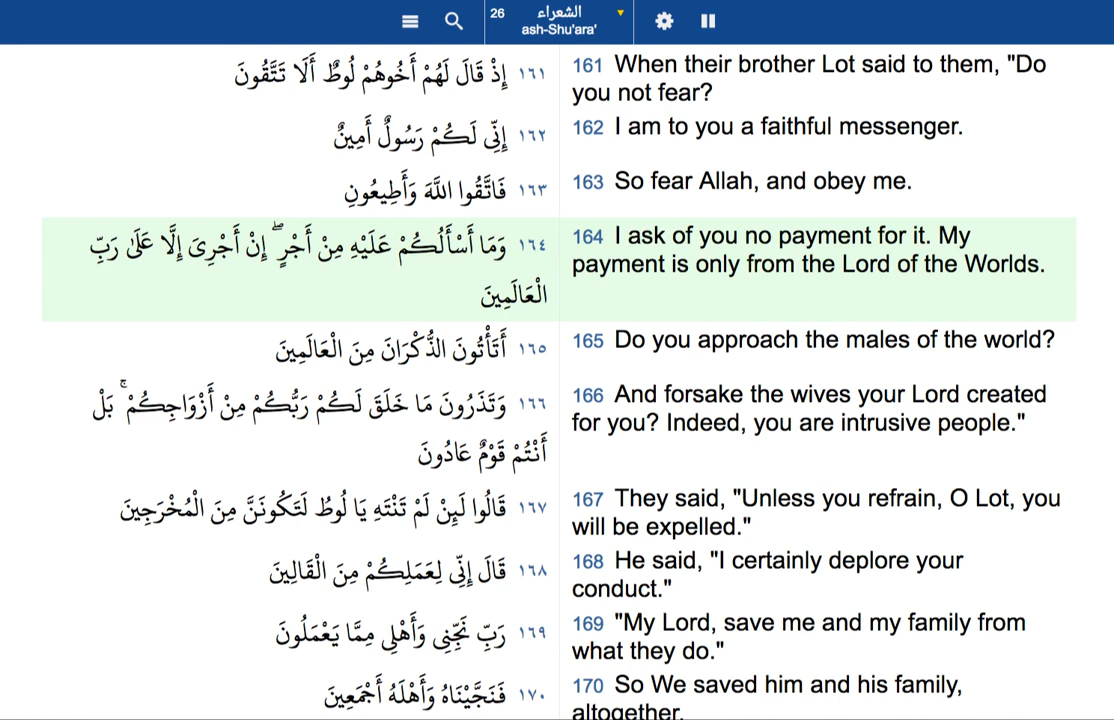 26 الشعراء
ash-Shu'ara'
١٦١ إِذْ قَالَ لَهُمْ أَخُوهُمْ لُوطٌ أَلَا تَتَّقُونَ
161 When their brother Lot said to them, "Do
you not fear?
١٦٢ إِنِّي لَكُمْ رَسُولٌ أَمِينٌ
162 I am to you a faithful messenger.
١٦٣ فَاتَّقُوا اللَّهَ وَأَطِيعُونِ
163 So fear Allah, and obey me.
١٦٤ وَمَا أَسْأَلُكُمْ عَلَيْهِ مِنْ أَجْرٍ ۖ إِنْ أَجْرِيَ إِلَّا عَلَىٰ رَبِّ
الْعَالَمِينَ
164 I ask of you no payment for it. My
payment is only from the Lord of the Worlds.
١٦٥ أَتَأْتُونَ الذُّكْرَانَ مِنَ الْعَالَمِينَ
165 Do you approach the males of the world?
١٦٦ وَتَذَرُونَ مَا خَلَقَ لَكُمْ رَبُّكُمْ مِنْ أَزْوَاجِكُمْ ۚ بَلْ
أَنْتُمْ قَوْمٌ عَادُونَ
166 And forsake the wives your Lord created
for you? Indeed, you are intrusive people."
١٦٧ قَالُوا لَئِنْ لَمْ تَنْتَهِ يَا لُوطُ لَتَكُونَنَّ مِنَ الْمُخْرَجِينَ
167 They said, "Unless you refrain, O Lot, you
will be expelled."
١٦٨ قَالَ إِنِّي لِعَمَلِكُمْ مِنَ الْقَالِينَ
168 He said, "I certainly deplore your
conduct."
١٦٩ رَبِّ نَجِّنِي وَأَهْلِي مِمَّا يَعْمَلُونَ
169 "My Lord, save me and my family from
what they do."
١٧٠ فَنَجَّيْنَاهُ وَأَهْلَهُ أَجْمَعِينَ
170 So We saved him and his family,
altogether.